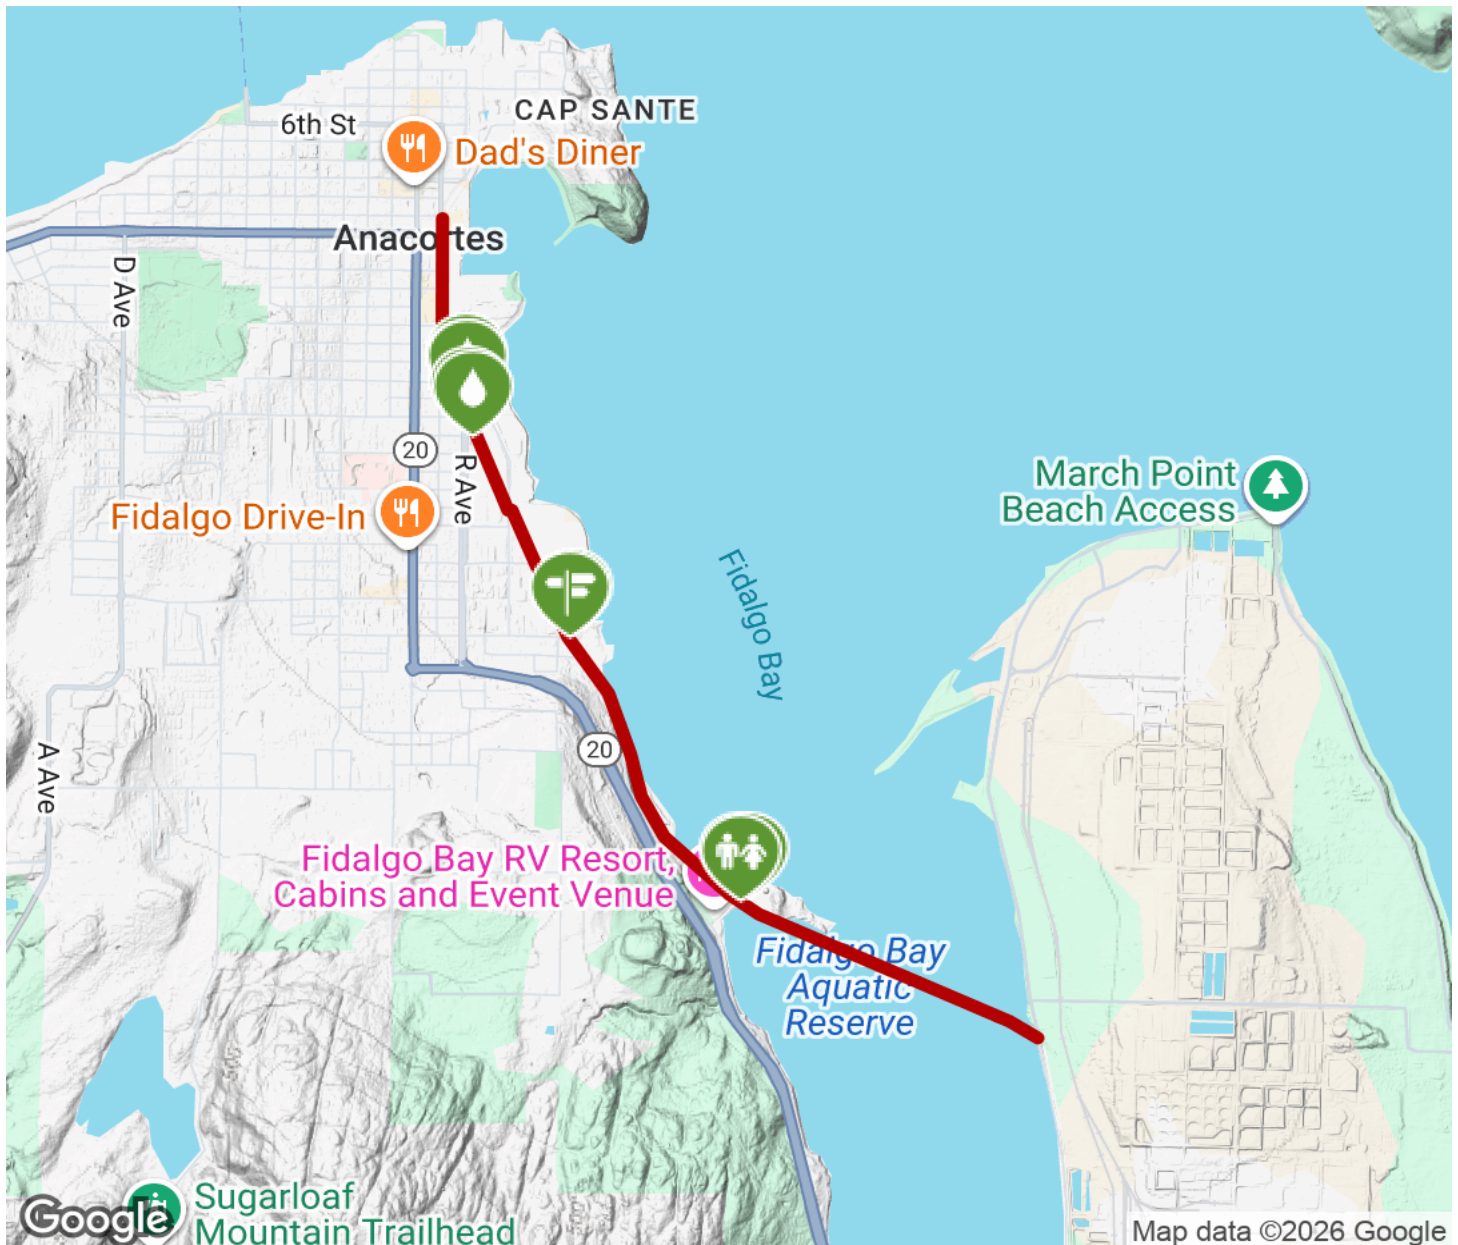 CAP SANTE
6th St
Dad's Diner
Anacortes
D Ave
20
R Ave
Fidalgo Drive-In
March Point
Beach Access
Fidalgo Bay
A Ave
20
Fidalgo Bay RV Resort,
Cabins and Event Venue
Fidalgo Bay
Aquatic
Reserve
Sugarloaf
Mountain Trailhead
Google
Map data ©2026 Google